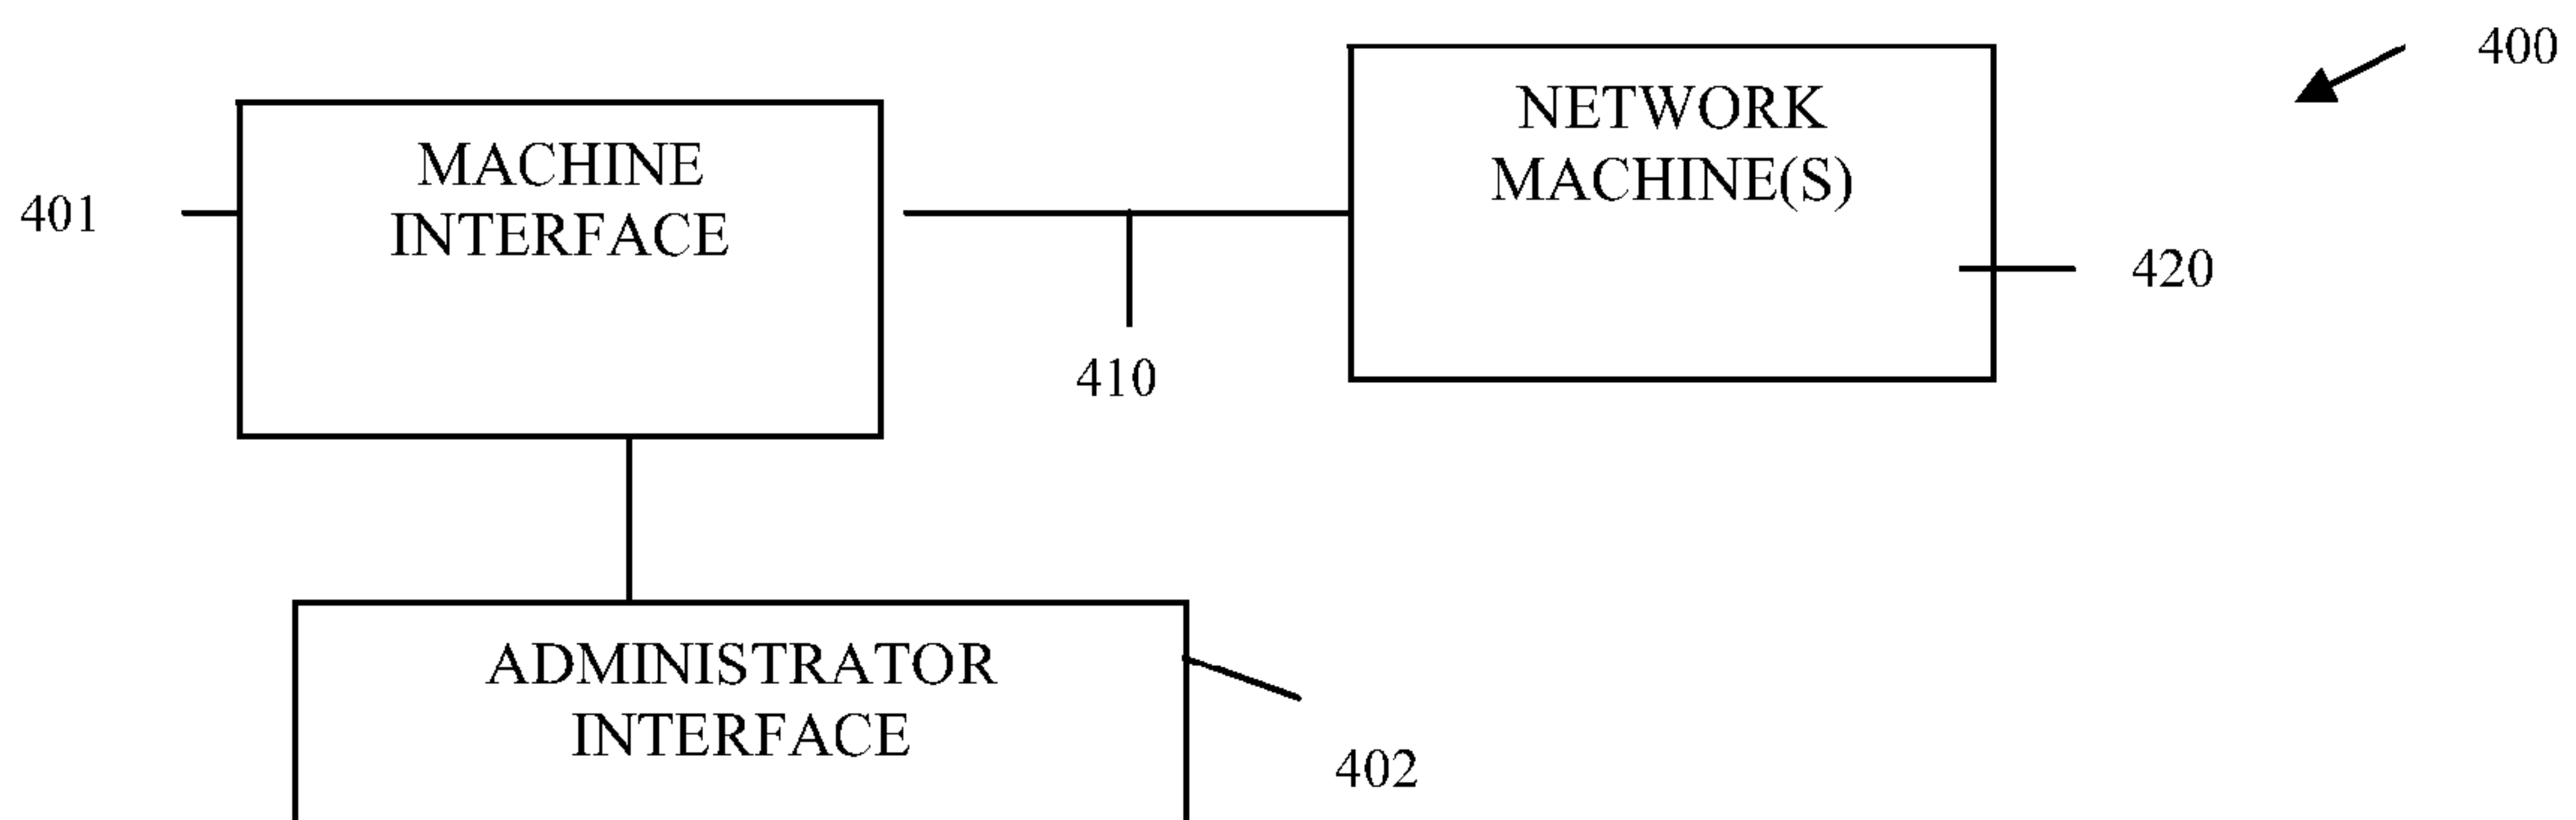 400
NETWORK
MACHINE(S)
MACHINE
INTERFACE
401
420
410
ADMINISTRATOR
INTERFACE
402